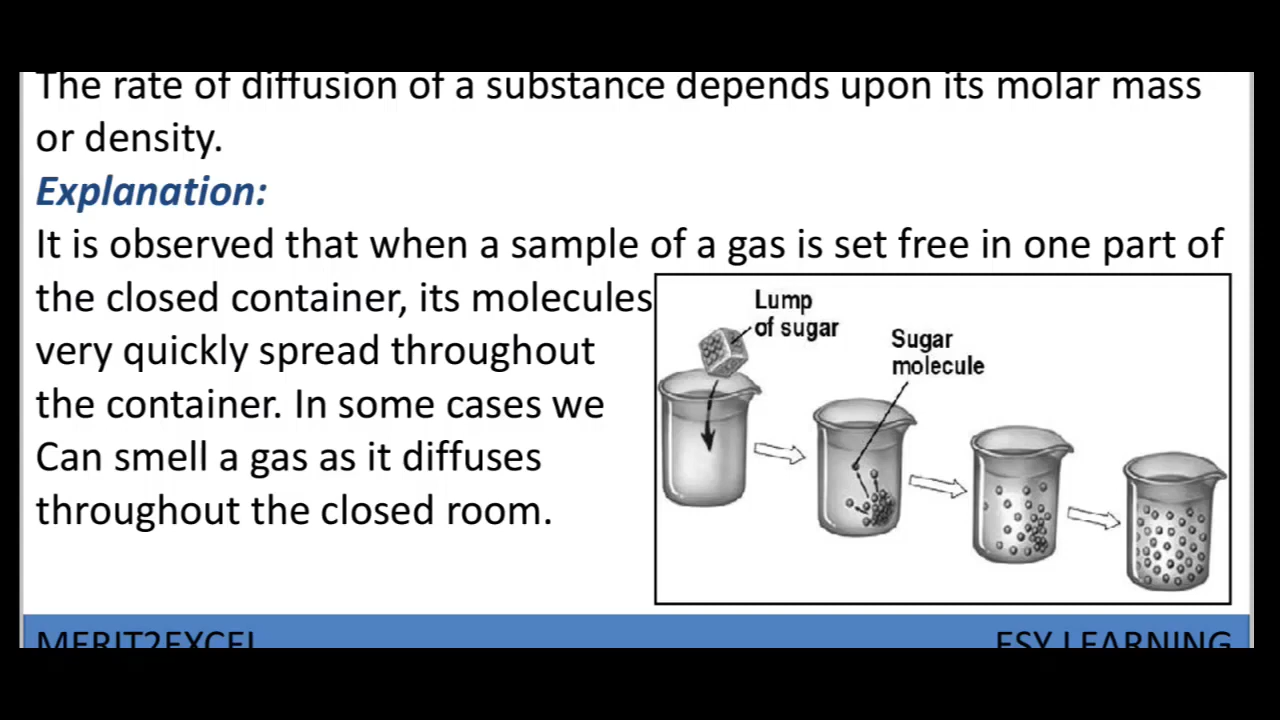 The rate of diffusion of a substance depends upon its molar mass
or density.
Explanation:
It is observed that when a sample of a gas is set free in one part of
the closed container, its molecules
very quickly spread throughout
the container. In some cases we
Can smell a gas as it diffuses
throughout the closed room.
Lump
of sugar
Sugar
molecule
MERIT2EXCEL
ESY LEARNING